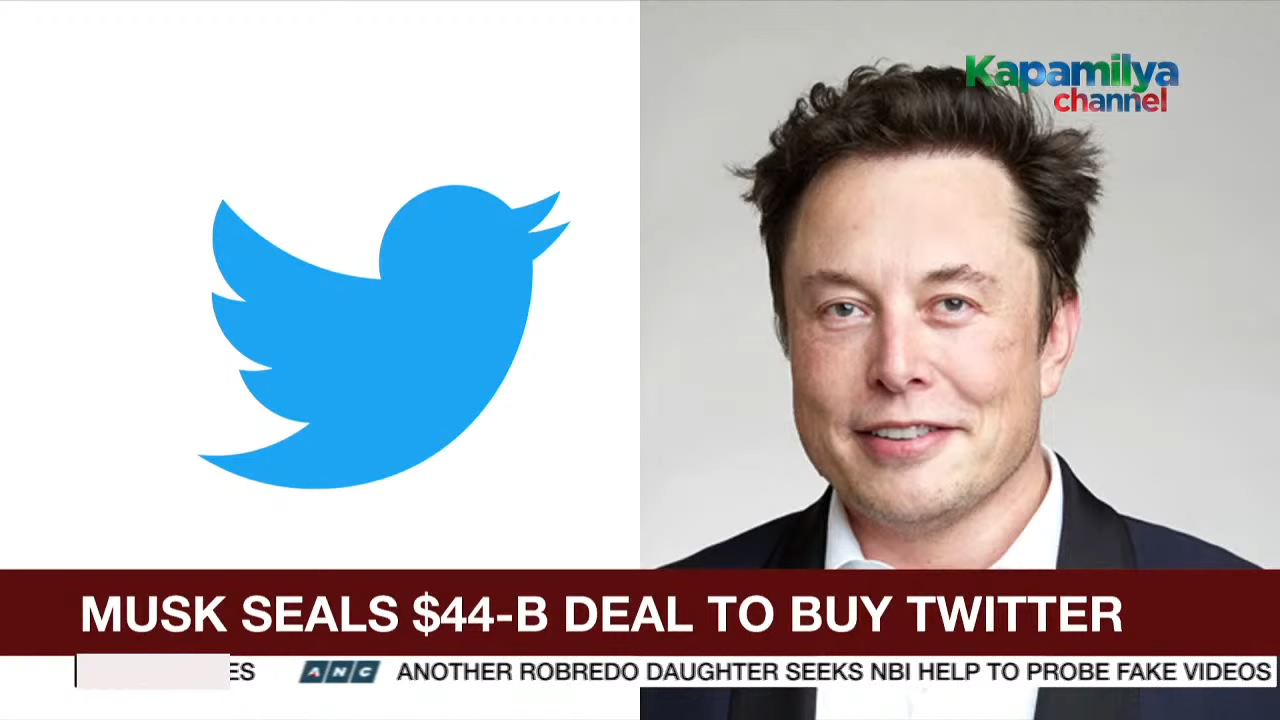 Kapamilya
channel
MUSK SEALS $44-B DEAL TO BUY TWITTER
ES ANC ANOTHER ROBREDO DAUGHTER SEEKS NBI HELP TO PROBE FAKE VIDEOS